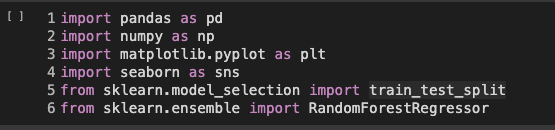 [ ] 1 import pandas as pd
2 import numpy as np
3 import matplotlib.pyplot as plt
4 import seaborn as sns
5 from sklearn.model_selection import train_test_split
6 from sklearn.ensemble import RandomForestRegressor